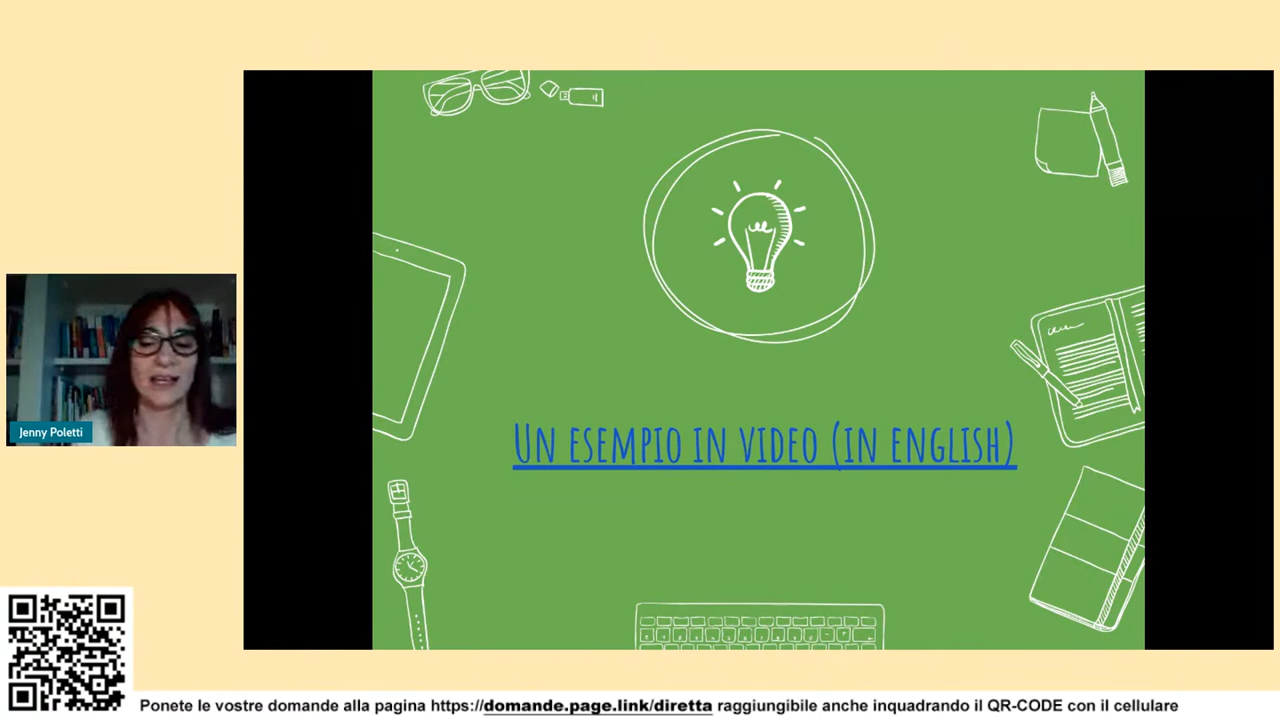 Un esempio in video (in english)
Jenny Poletti
Ponete le vostre domande alla pagina https://domande.page.link/diretta raggiungibile anche inquadrando il QR-CODE con il cellulare